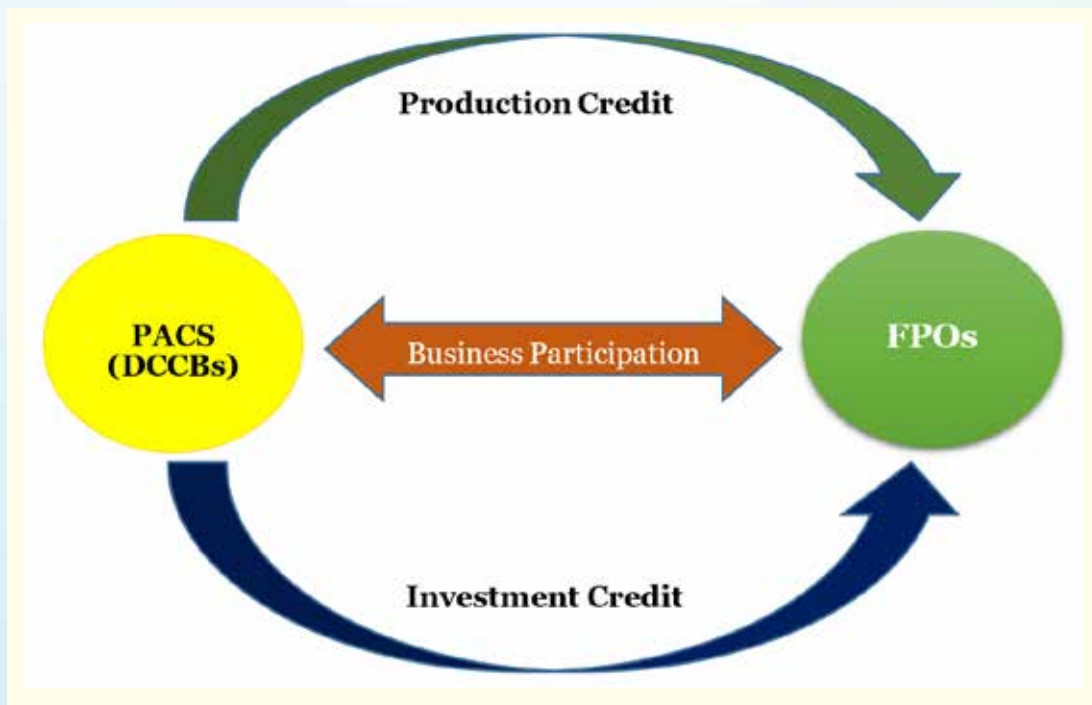 Production Credit
PACS
(DCCBs)
Business Participation
FPOs
Investment Credit